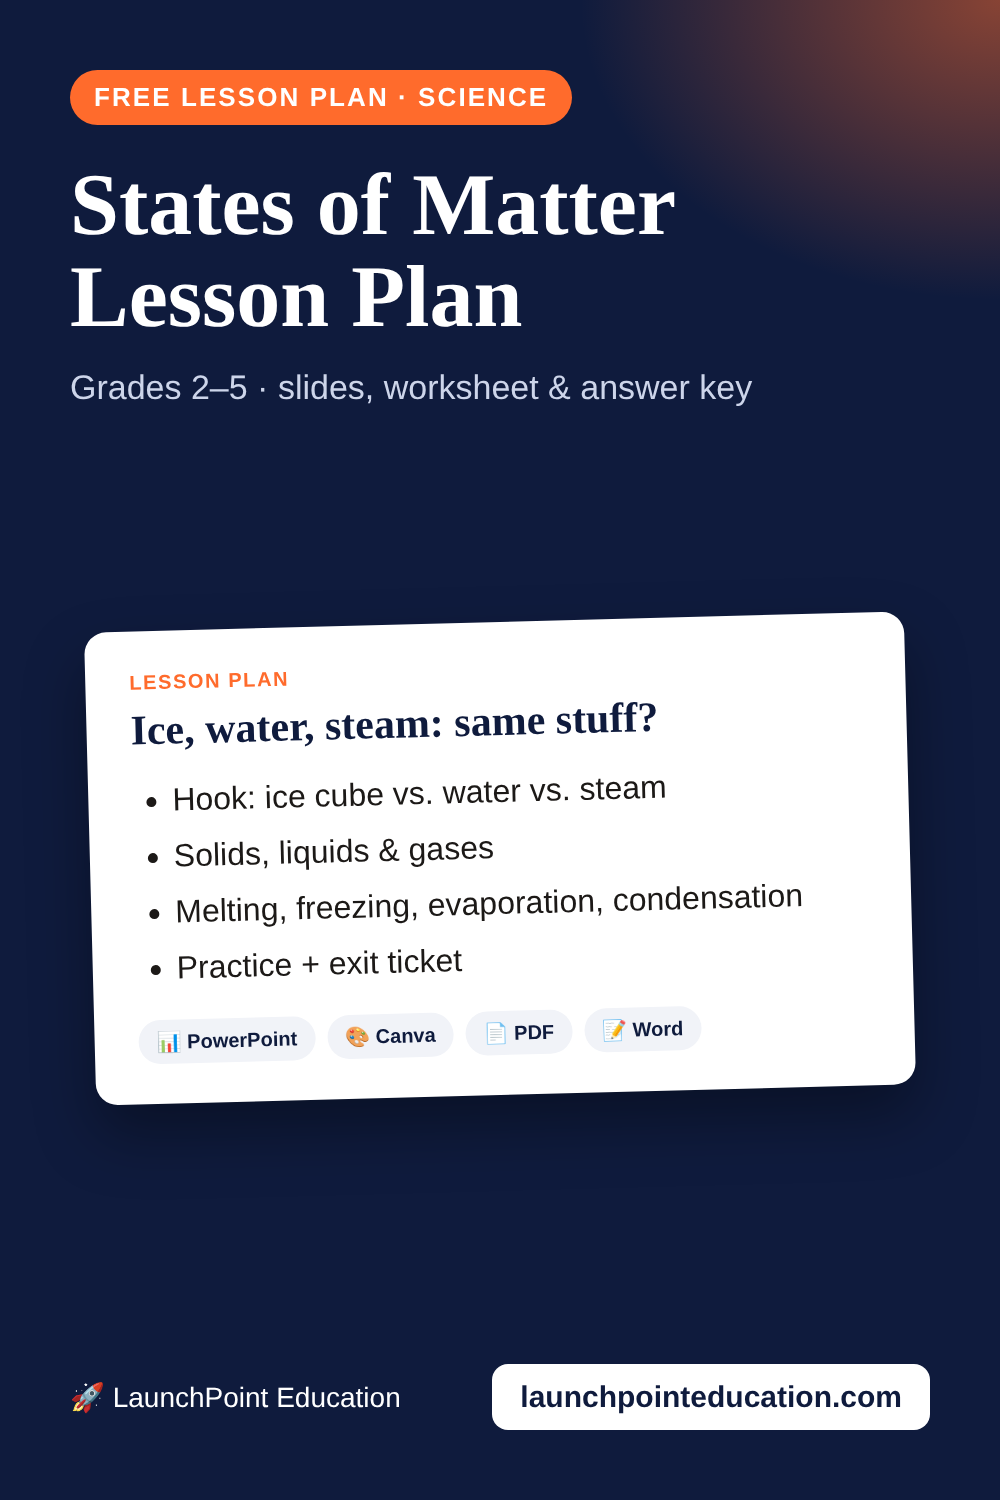 FREE LESSON PLAN · SCIENCE
States of Matter
Lesson Plan
Grades 2–5 · slides, worksheet & answer key
LESSON PLAN
Ice, water, steam: same stuff?
• Hook: ice cube vs. water vs. steam
• Solids, liquids & gases
• Melting, freezing, evaporation, condensation
• Practice + exit ticket
📊 PowerPoint 🎨 Canva 📄 PDF 📝 Word
🚀 LaunchPoint Education
launchpointeducation.com